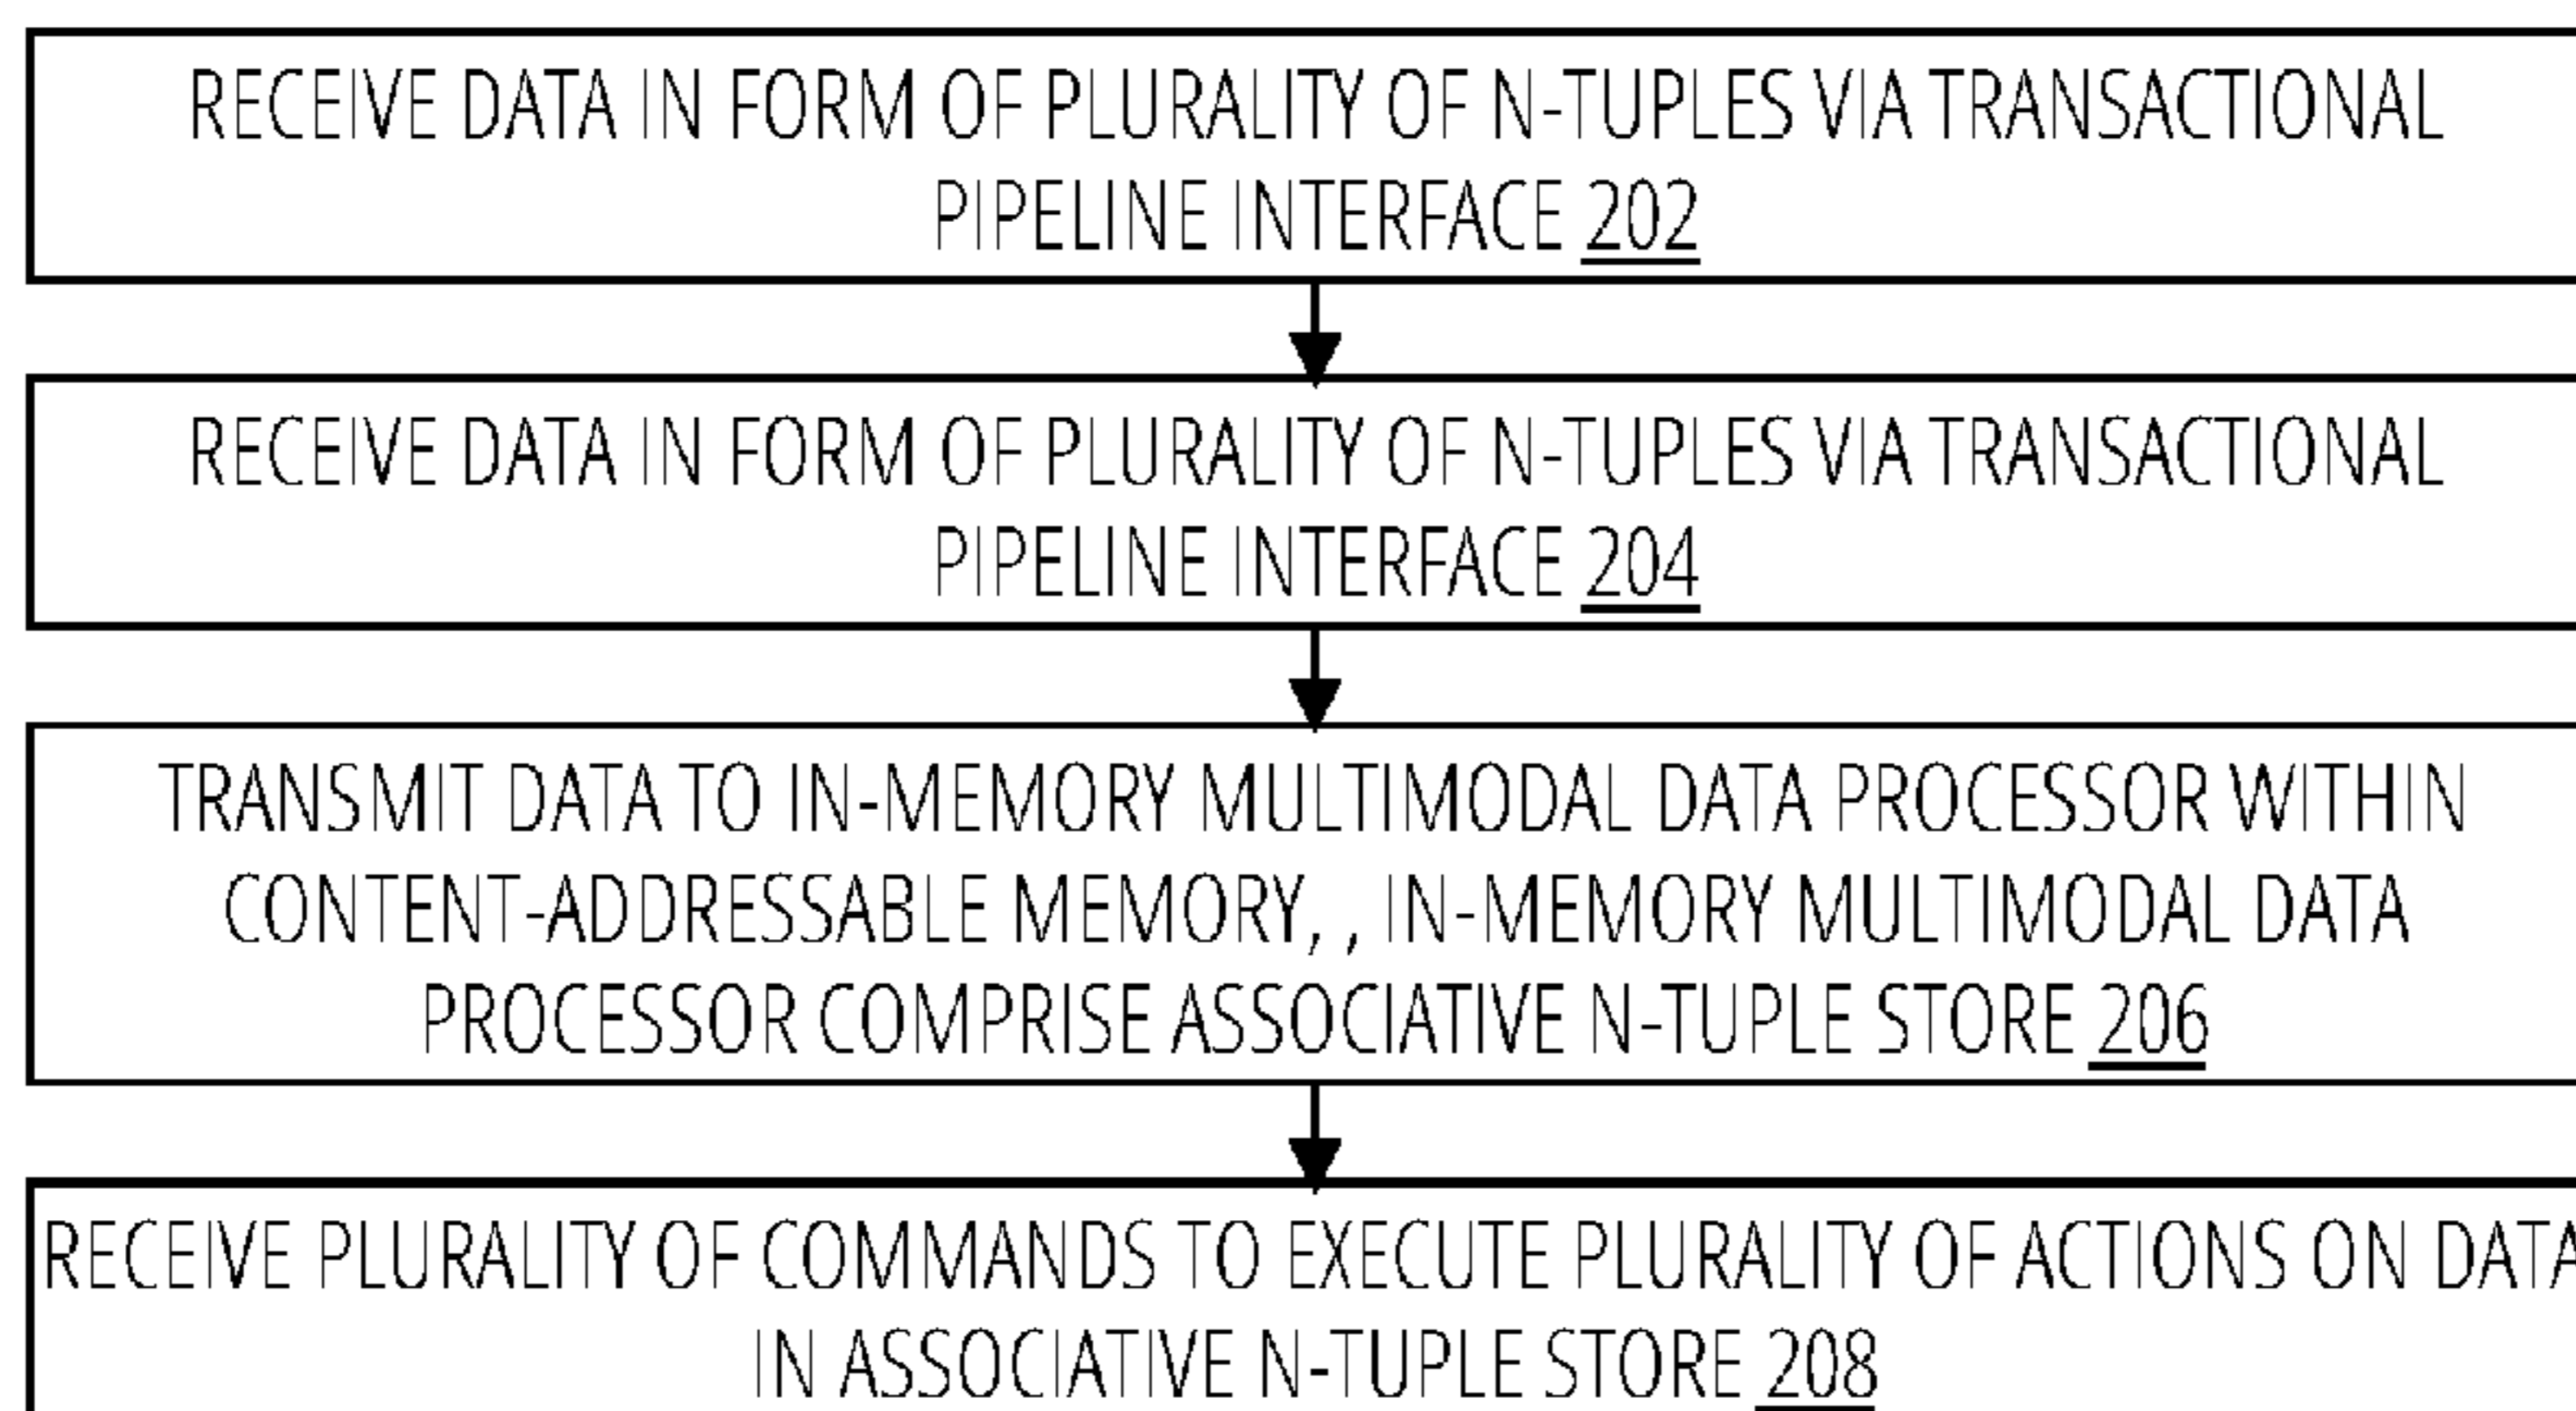 RECEIVE DATA IN FORM OF PLURALITY OF N-TUPLES VIA TRANSACTIONAL
PIPELINE INTERFACE 202
RECEIVE DATA IN FORM OF PLURALITY OF N-TUPLES VIA TRANSACTIONAL
PIPELINE INTERFACE 204
TRANSMIT DATA TO IN-MEMORY MULTIMODAL DATA PROCESSOR WITHIN
CONTENT-ADDRESSABLE MEMORY, , IN-MEMORY MULTIMODAL DATA
PROCESSOR COMPRISE ASSOCIATIVE N-TUPLE STORE 206
RECEIVE PLURALITY OF COMMANDS TO EXECUTE PLURALITY OF ACTIONS ON DATA
IN ASSOCIATIVE N-TUPLE STORE 208